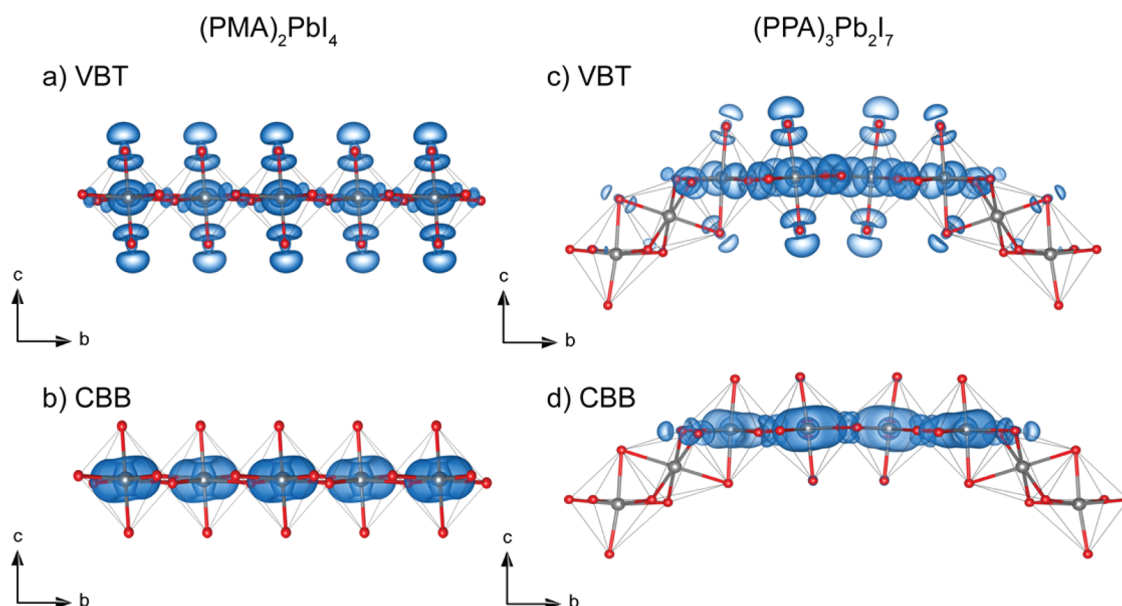 (PMA)₂PbI₄
(PPA)₃Pb₂I₇
a) VBT
c) VBT
c
b
c
b
b) CBB
d) CBB
c
b
c
b